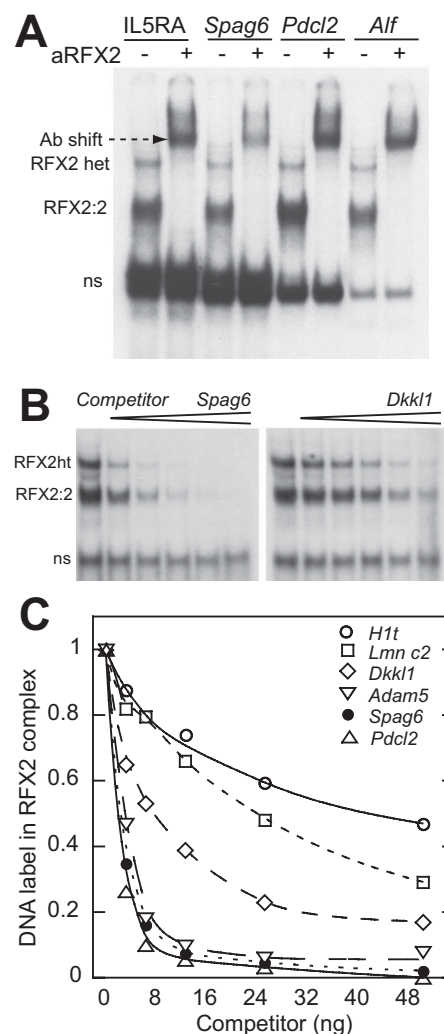 A
IL5RA Spag6 Pdcl2 Alf
aRFX2 - + - + - + - +
Ab shift
RFX2 het
RFX2:2
ns
B
Competitor Spag6 Dkkl1
RFX2ht
RFX2:2
ns
C
DNA label in RFX2 complex
1
0.8
0.6
0.4
0.2
0
H1t
Lmn c2
Dkkl1
Adam5
Spag6
Pdcl2
0 8 16 24 32 40 48
Competitor (ng)